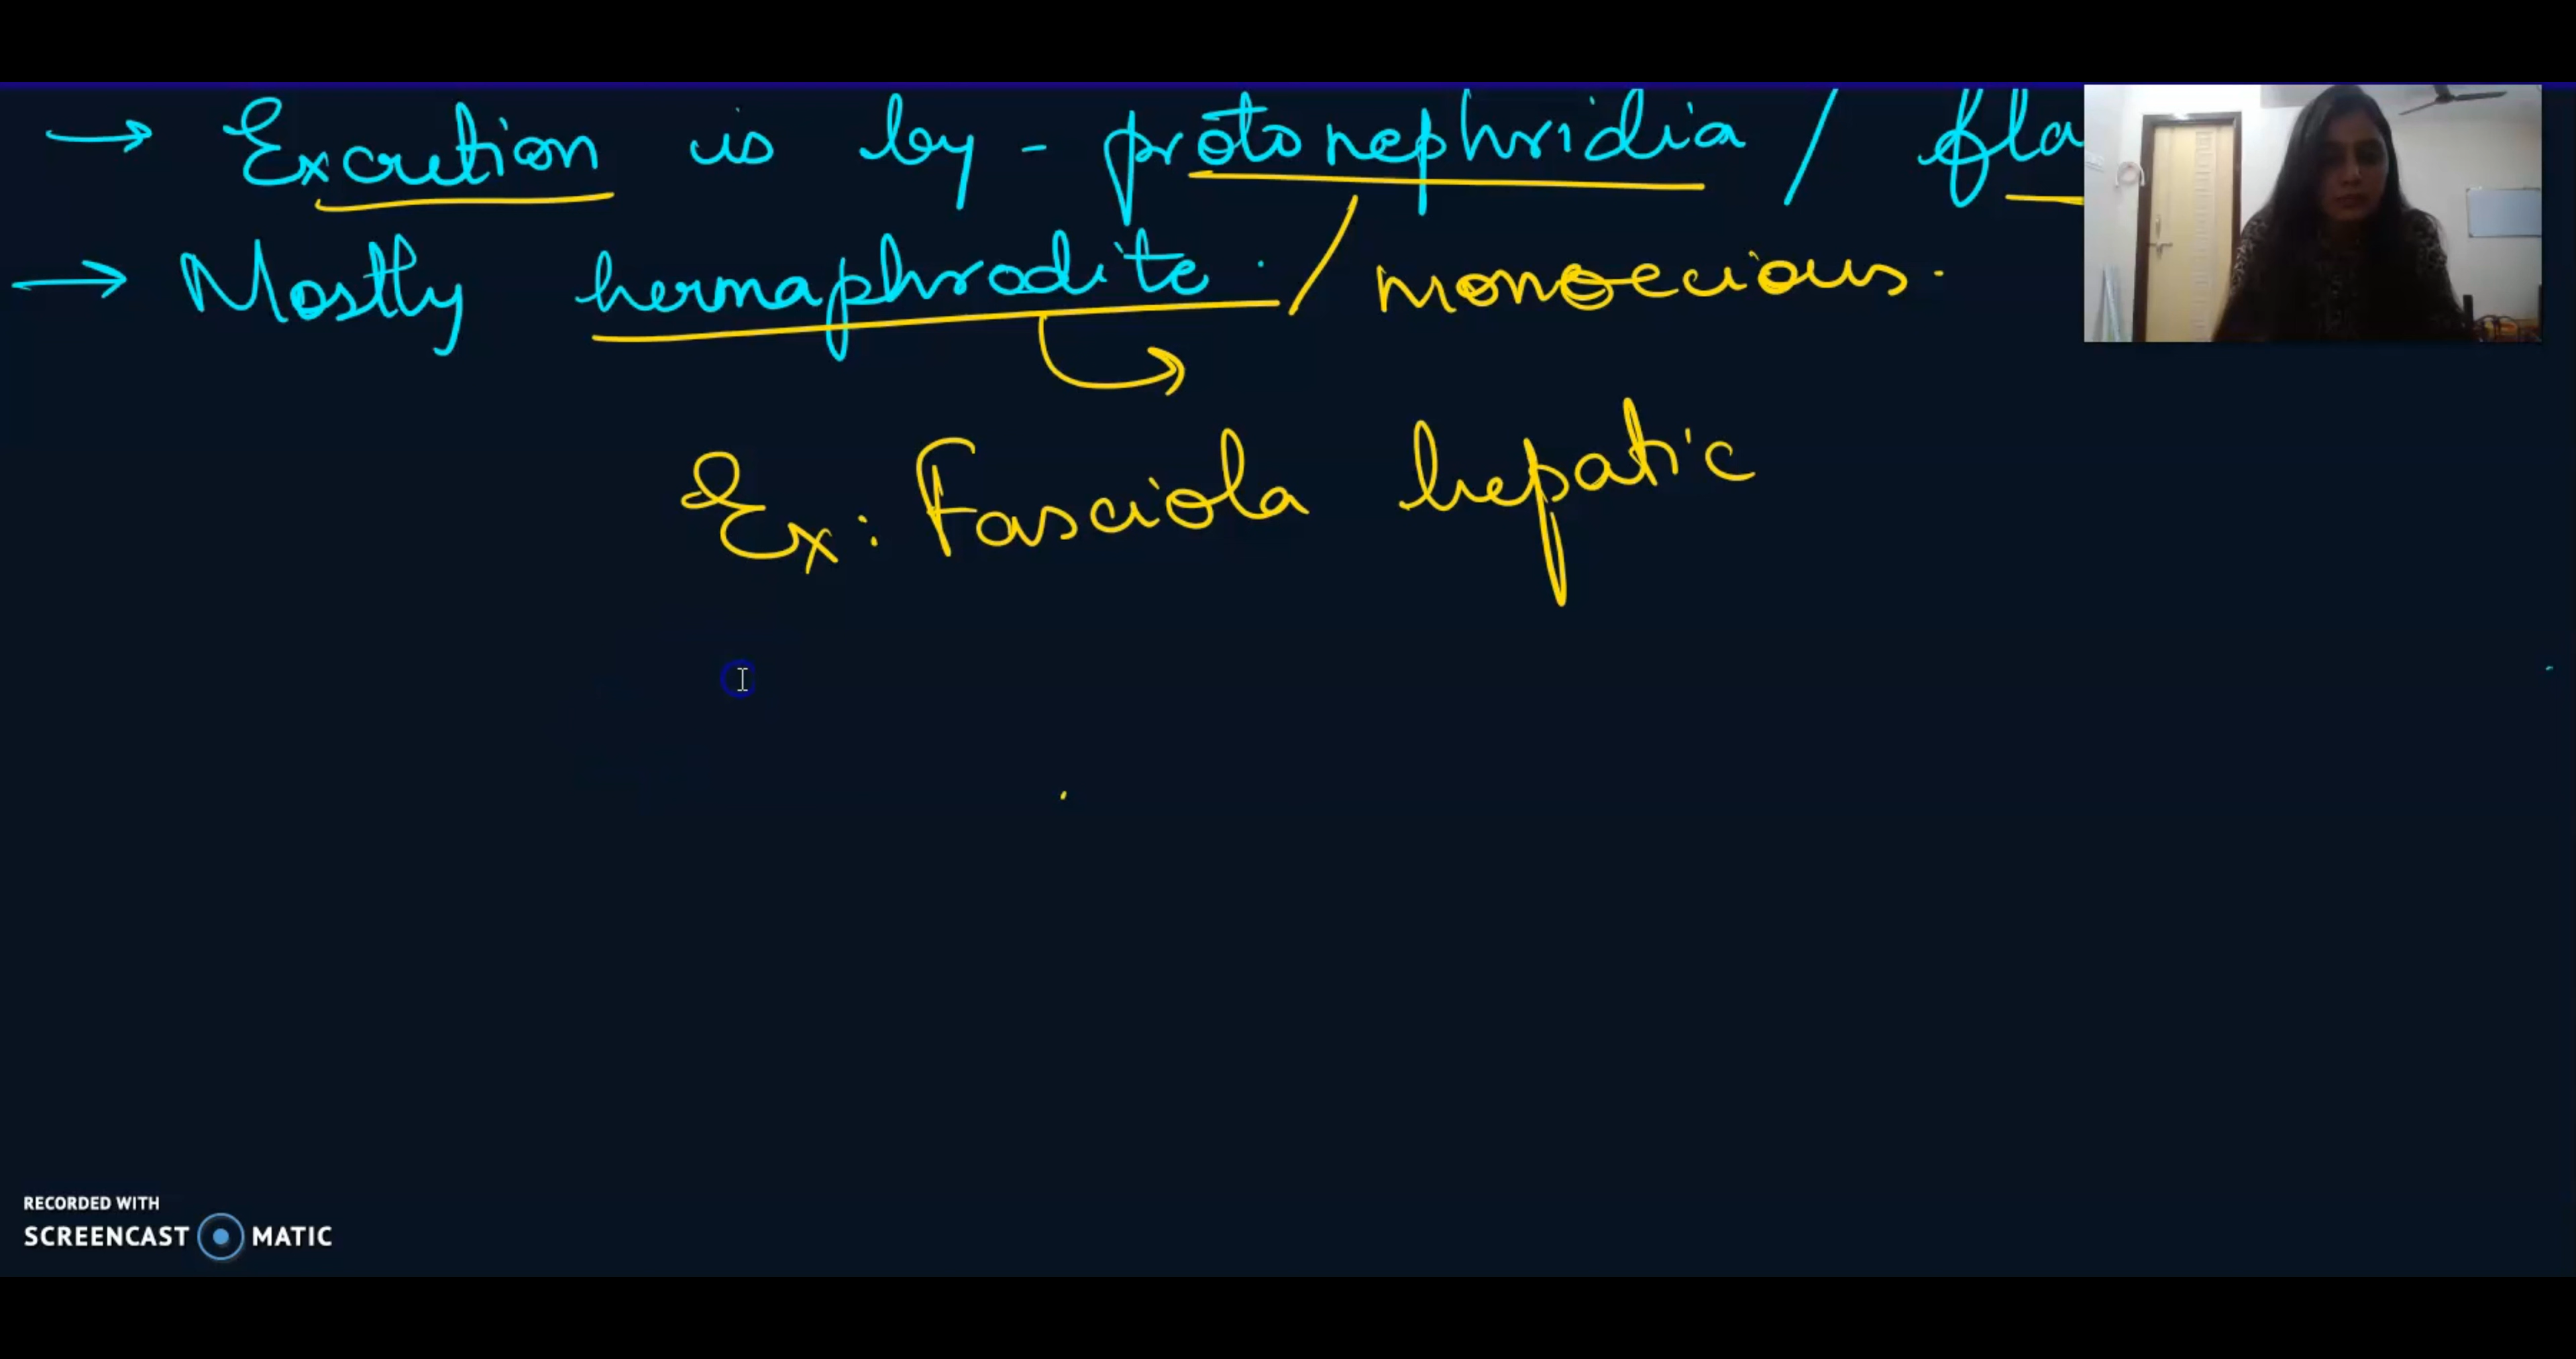 → Excretion is by - protonephridia / fla
→ Mostly hermaphrodite. / monoecious.
Ex: Fasciola hepatic
RECORDED WITH
SCREENCAST MATIC